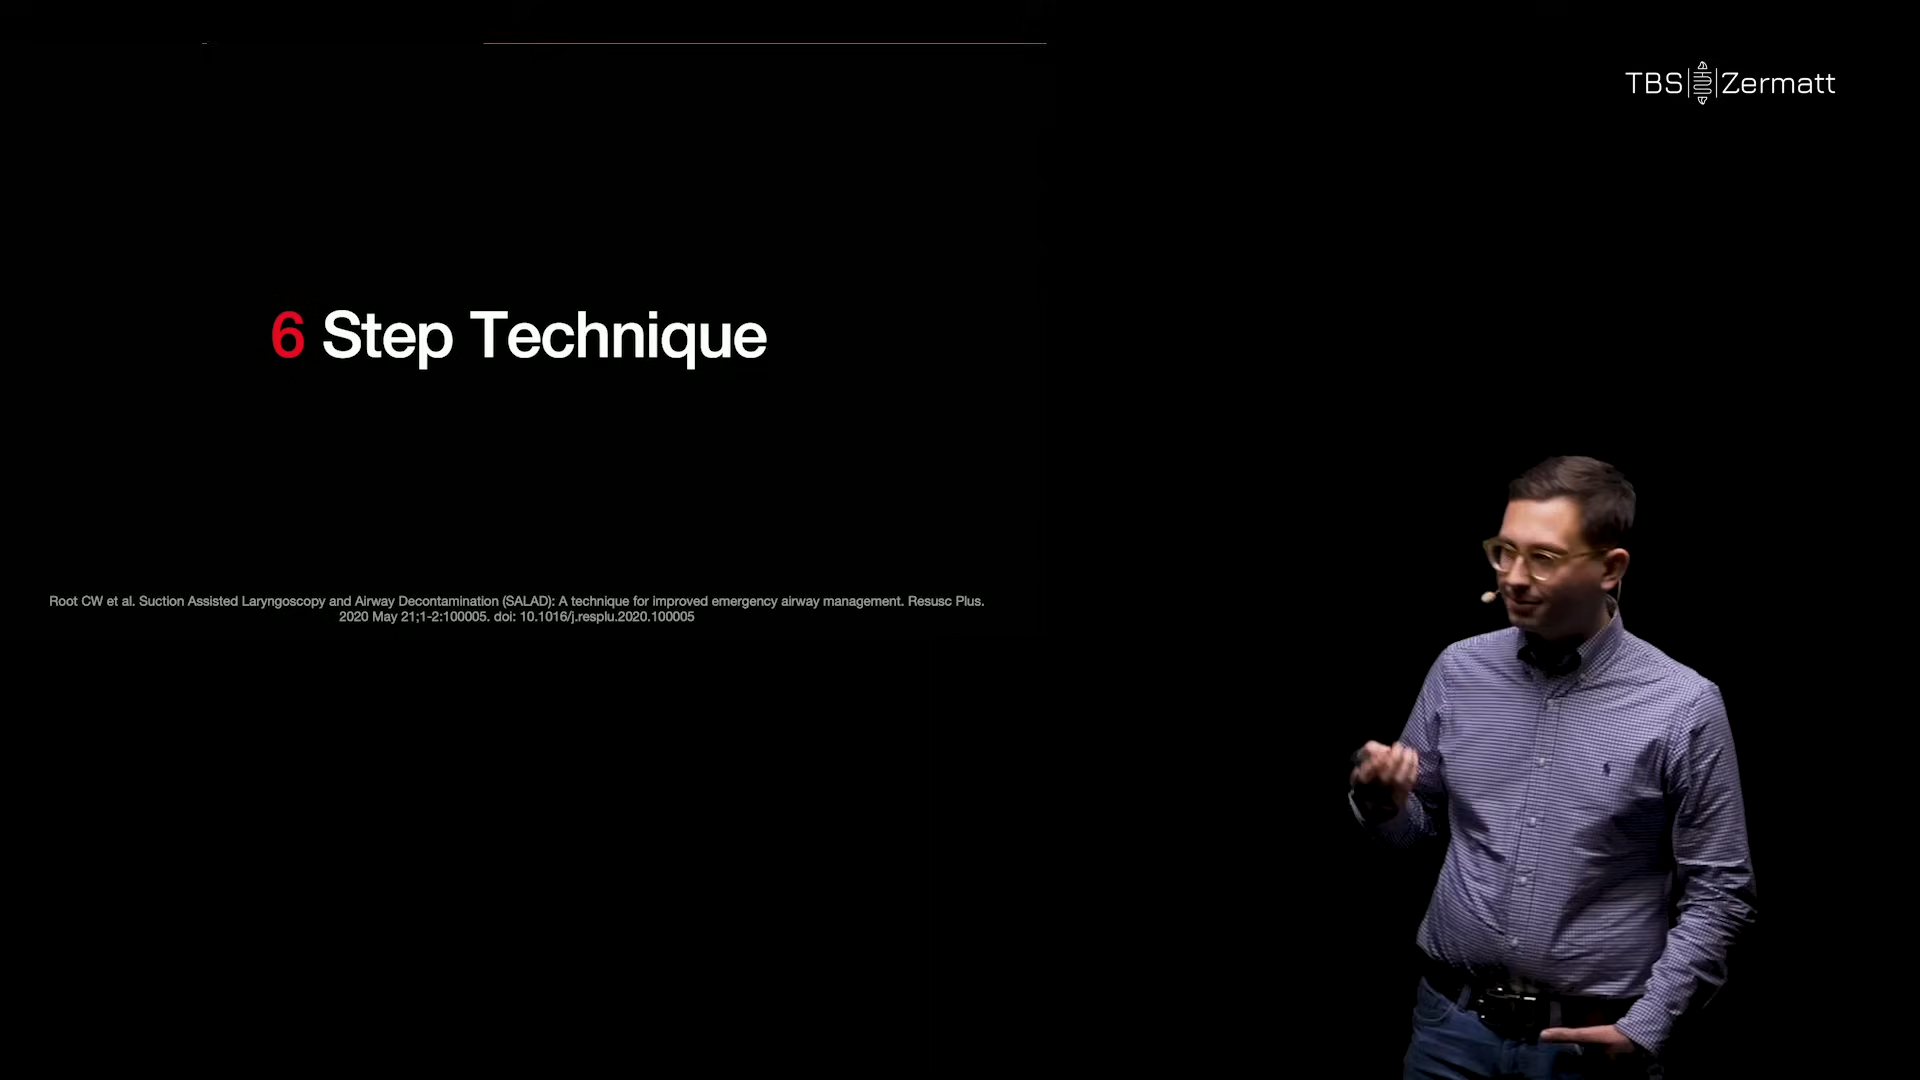 TBS Zermatt
6 Step Technique
Root CW et al. Suction Assisted Laryngoscopy and Airway Decontamination (SALAD): A technique for improved emergency airway management. Resusc Plus.
2020 May 21;1-2:100005. doi: 10.1016/j.resplu.2020.100005